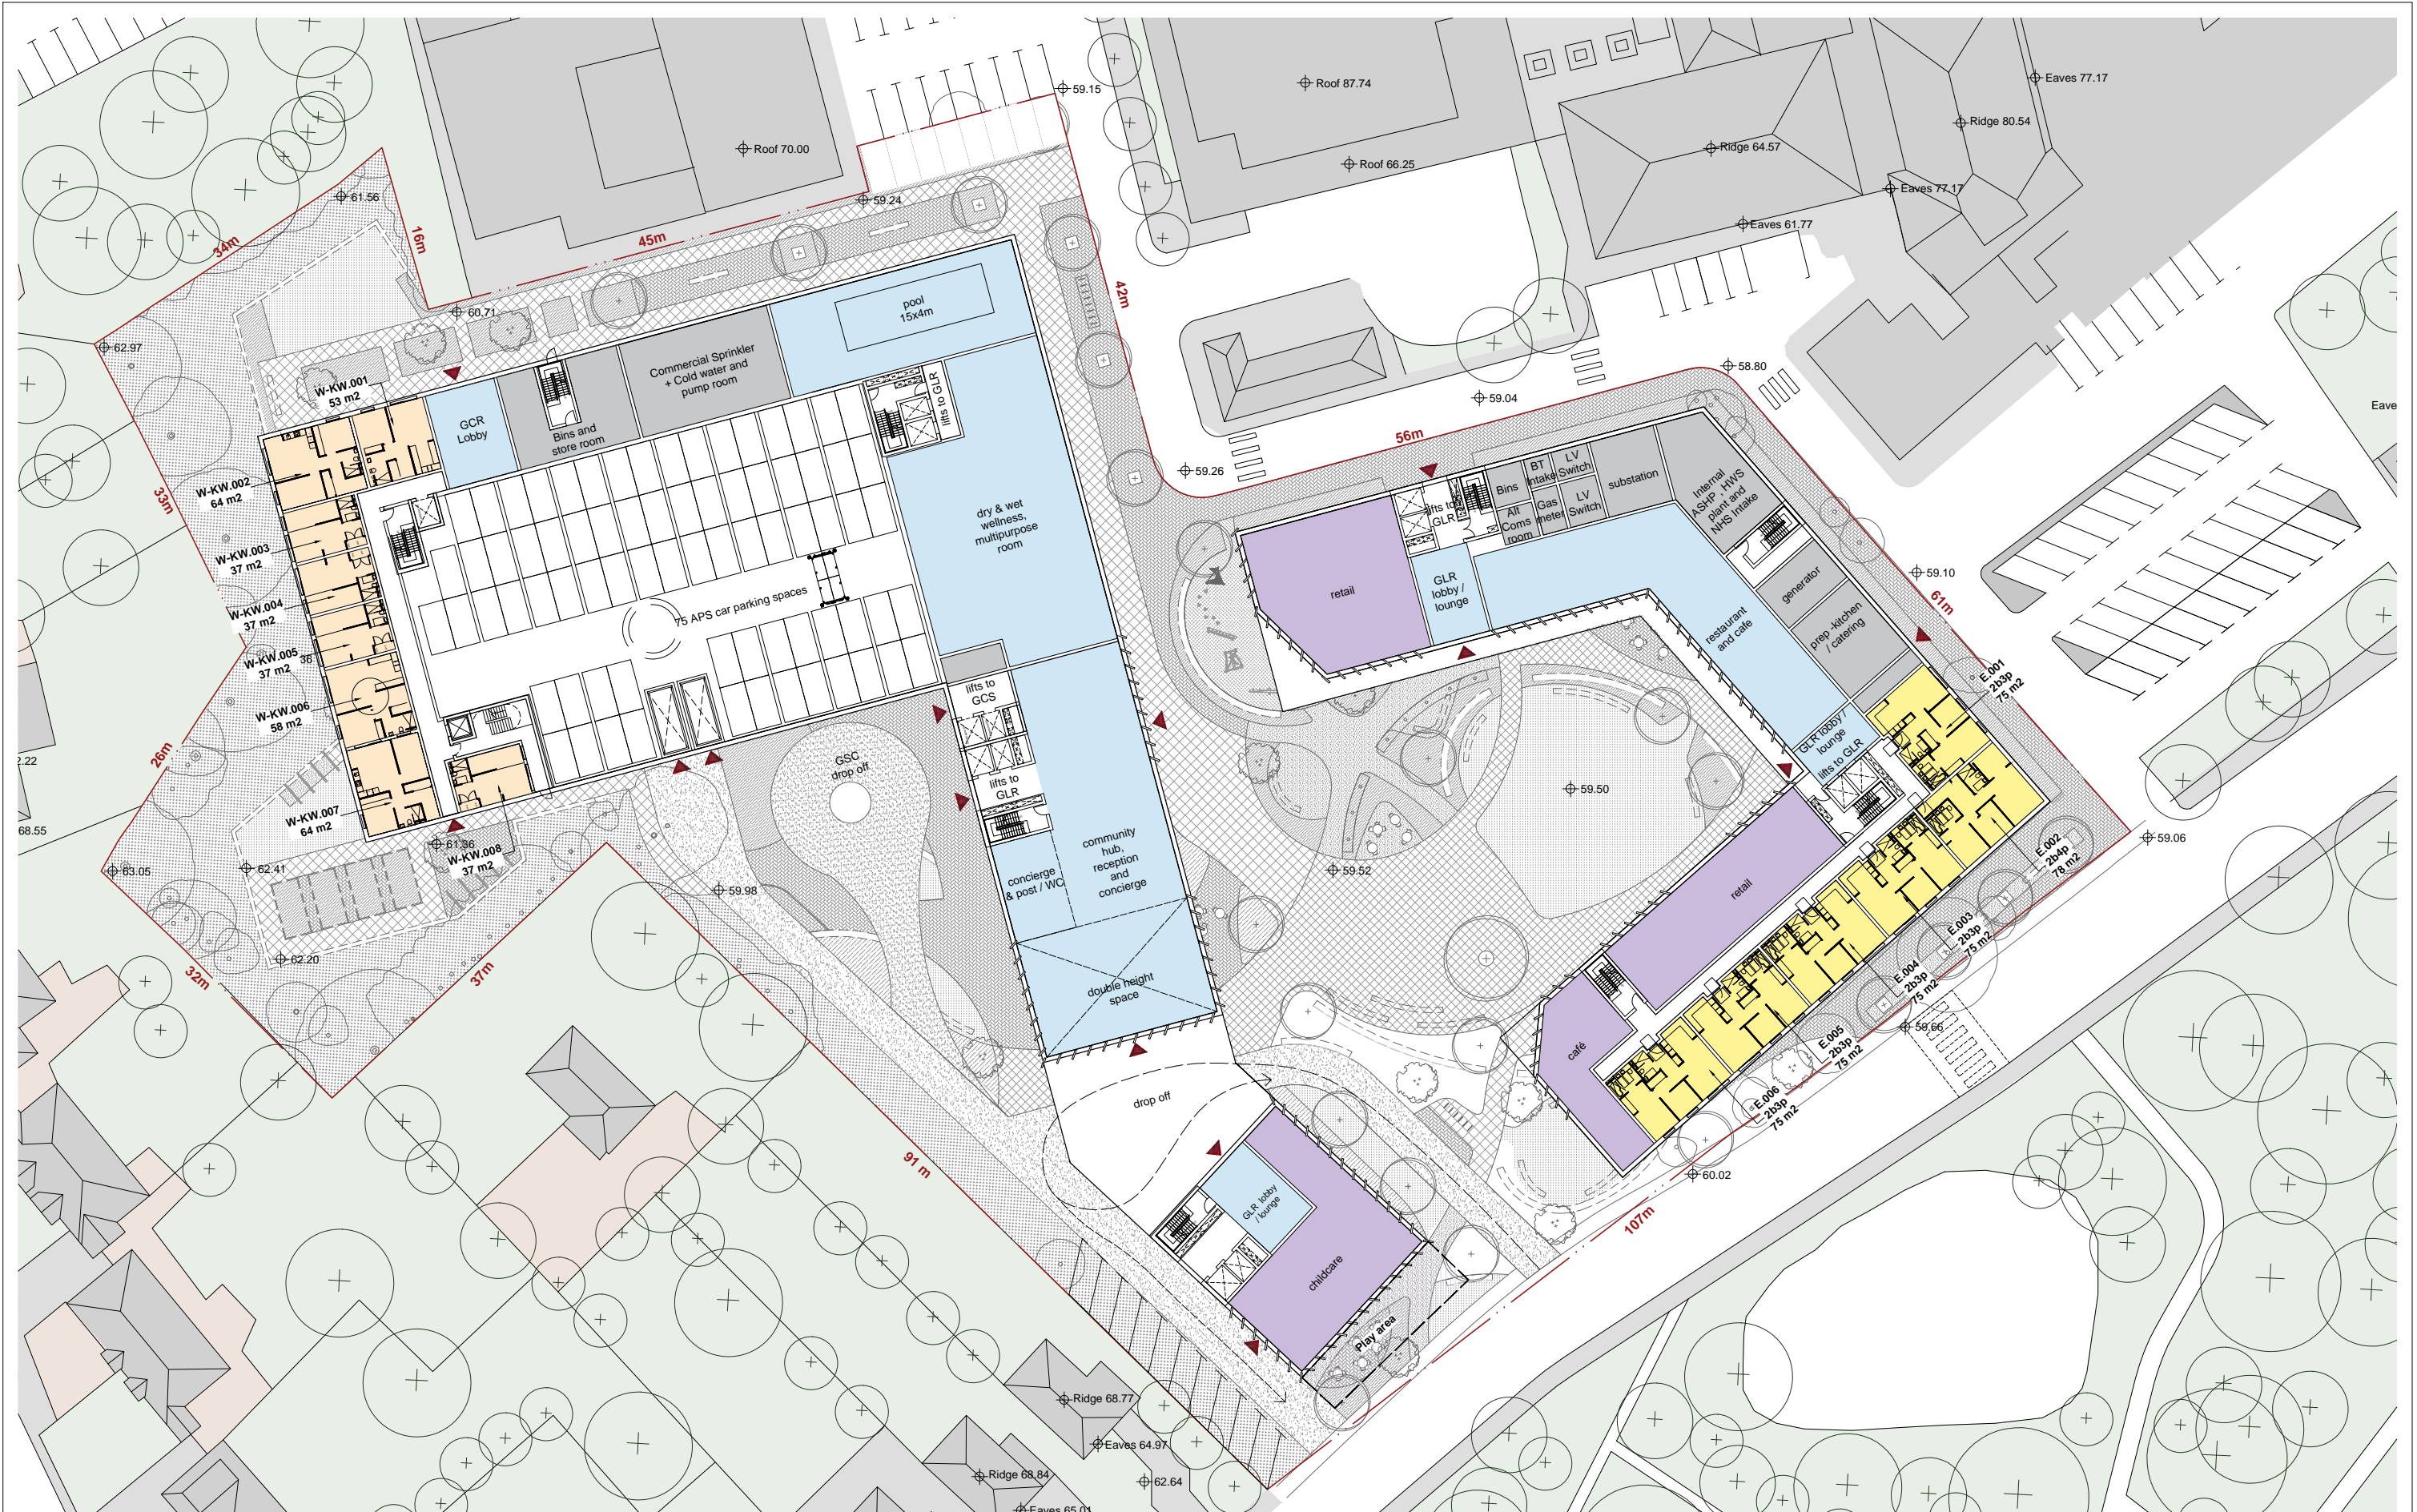 59.15
Roof 87.74
Eaves 77.17
Ridge 80.54
Roof 70.00
Roof 66.25
Ridge 64.57
Eaves 77.17
Eaves 61.77
61.56
59.24
34m
16m
45m
42m
60.71
62.97
pool
15x4m
Commercial Sprinkler
+ Cold water and
pump room
lifts to GLR
W-KW.001
53 m2
GCR
Lobby
Bins and
store room
58.80
59.04
Eave
56m
59.26
W-KW.002
64 m2
33m
W-KW.003
37 m2
W-KW.004
37 m2
W-KW.005
37 m2
36
W-KW.006
58 m2
26m
2.22
68.55
63.05
W-KW.007
64 m2
61.36
W-KW.008
37 m2
62.41
62.20
32m
37m
75 APS car parking spaces
dry & wet
wellness,
multipurpose
room
lifts to
GCS
lifts to
GLR
GSC
drop off
59.98
community
hub,
reception
and
concierge
concierge
& post / WC
double height
space
drop off
91 m
retail
GLR
lobby /
lounge
lifts to
GLR
Bins
BT
Intake
LV
Switch
Alt
Coms
room
Gas
meter
LV
Switch
substation
Internal
ASHP, HWS
plant and
NHS Intake
generator
prep -kitchen
/ catering
restaurant
and cafe
59.10
61m
E.001
2b3p
75 m2
GLR lobby /
lounge
lifts to GLR
59.50
59.52
retail
café
59.06
E.002
2b4p
78 m2
E.003
2b3p
75 m2
E.004
2b3p
75 m2
59.66
E.005
2b3p
75 m2
E.006
2b3p
75 m2
60.02
107m
GLR lobby
/ lounge
childcare
Play area
Ridge 68.77
Eaves 64.97
Ridge 68.84
62.64
Eaves 65.01